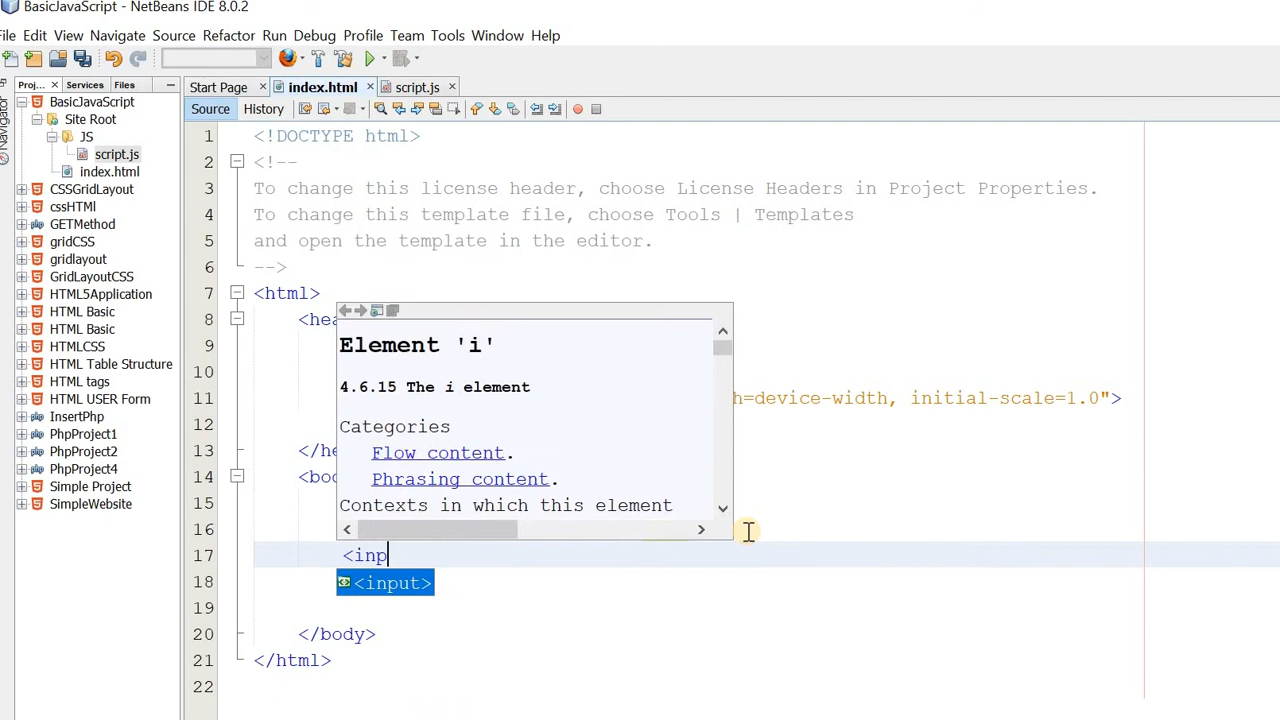 BasicJavaScript - NetBeans IDE 8.0.2
File Edit View Navigate Source Refactor Run Debug Profile Team Tools Window Help
Proj... Services Files
Start Page index.html script.js
Source History
Navigator
BasicJavaScript
Site Root
JS
script.js
index.html
CSSGridLayout
cssHTMl
GETMethod
gridCSS
gridlayout
GridLayoutCSS
HTML5Application
HTML Basic
HTML Basic
HTMLCSS
HTML Table Structure
HTML tags
HTML USER Form
InsertPhp
PhpProject1
PhpProject2
PhpProject4
Simple Project
SimpleWebsite
1 <!DOCTYPE html>
2 <!--
3 To change this license header, choose License Headers in Project Properties.
4 To change this template file, choose Tools | Templates
5 and open the template in the editor.
6 -->
7 <html>
8 <hea
9
10
11 h=device-width, initial-scale=1.0">
12
13 </he
14 <bod
15
16
17 <inp
18
19
20 </body>
21 </html>
22
Element 'i'
4.6.15 The i element
Categories
Flow content.
Phrasing content.
Contexts in which this element
<input>